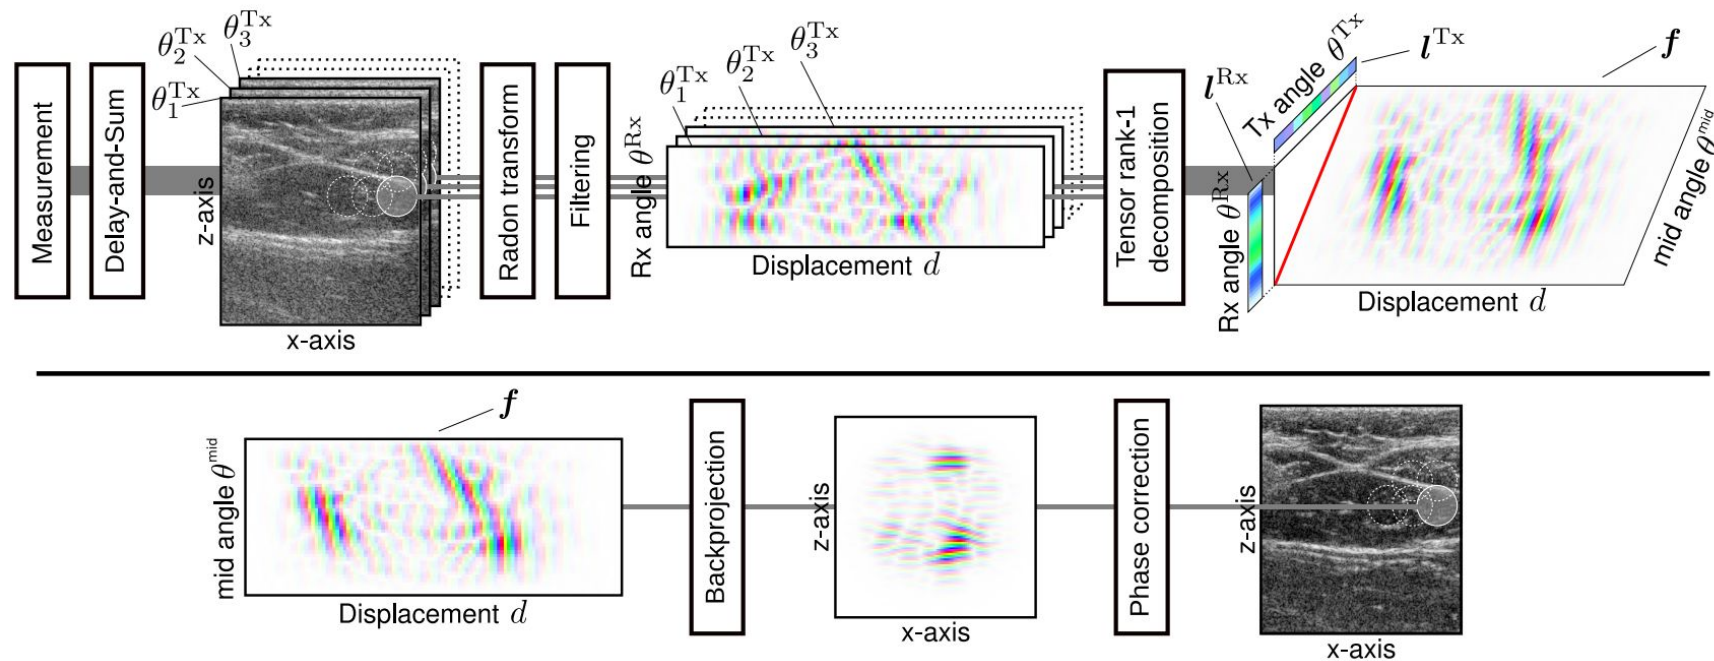 Measurement
Delay-and-Sum
θ₁ᵀˣ
θ₂ᵀˣ
θ₃ᵀˣ
z-axis
x-axis
Radon transform
Filtering
Rx angle θᴿˣ
θ₁ᵀˣ
θ₂ᵀˣ
θ₃ᵀˣ
Displacement d
Tensor rank-1
decomposition
Rx angle θᴿˣ
lᴿˣ
Tx angle θᵀˣ
lᵀˣ
f
mid angle θᵐⁱᵈ
Displacement d
f
mid angle θᵐⁱᵈ
Displacement d
Backprojection
z-axis
x-axis
Phase correction
z-axis
x-axis